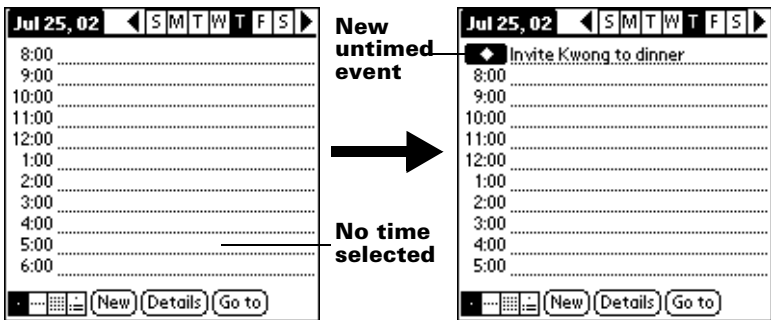 Jul 25, 02 S M T W T F S
8:00
9:00
10:00
11:00
12:00
1:00
2:00
3:00
4:00
5:00
6:00
New Details Go to
New
untimed
event
No time
selected
Jul 25, 02 S M T W T F S
Invite Kwong to dinner
8:00
9:00
10:00
11:00
12:00
1:00
2:00
3:00
4:00
5:00
New Details Go to